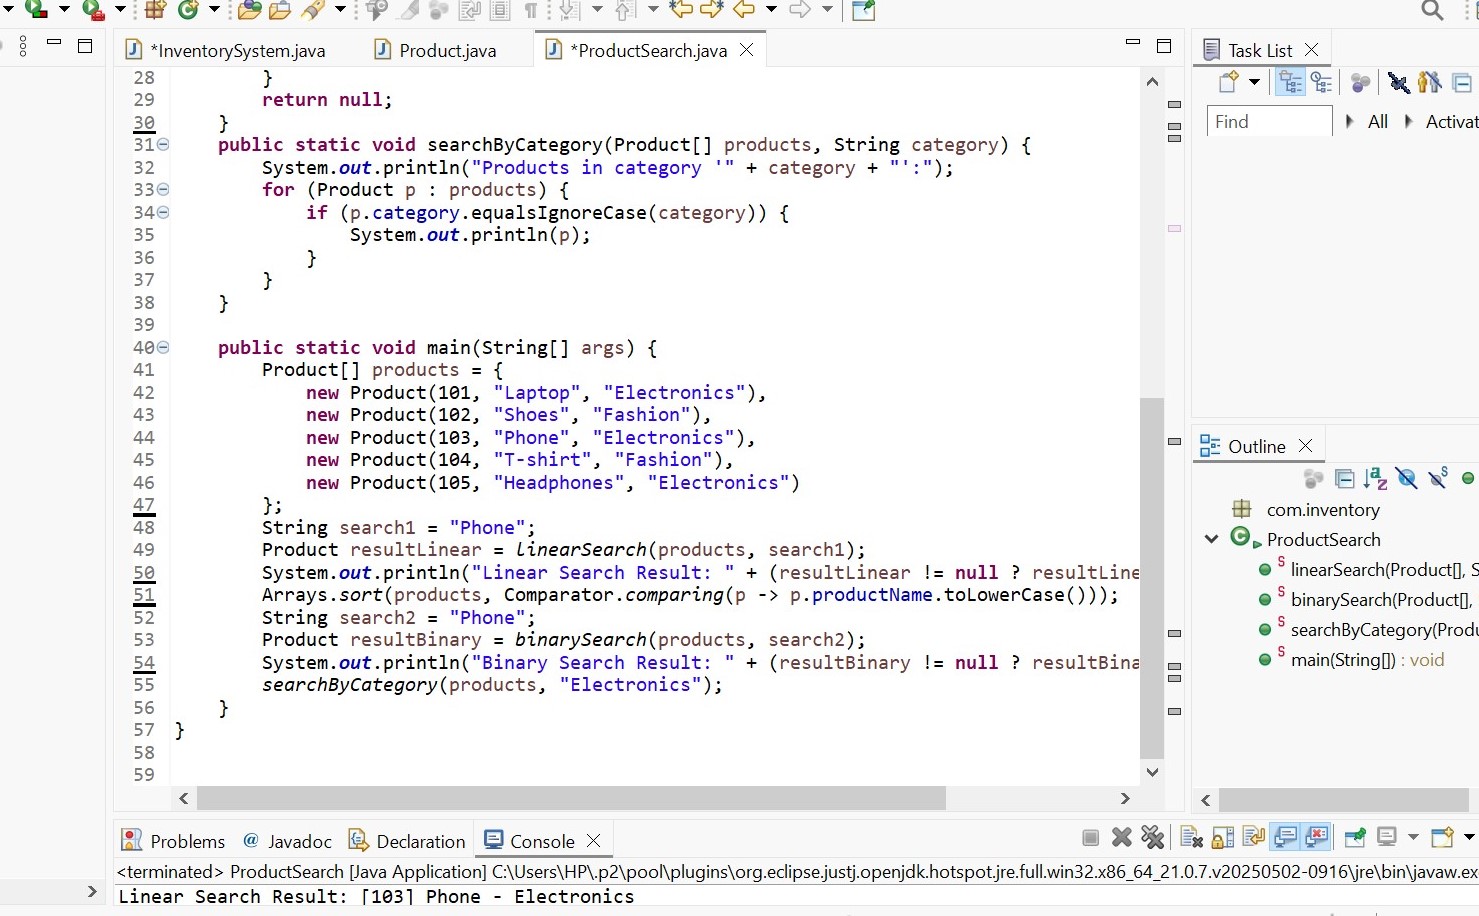 *InventorySystem.java
Product.java
*ProductSearch.java
Task List
28 }
29 return null;
30 }
31 public static void searchByCategory(Product[] products, String category) {
32 System.out.println("Products in category '" + category + "':");
33 for (Product p : products) {
34 if (p.category.equalsIgnoreCase(category)) {
35 System.out.println(p);
36 }
37 }
38 }
39
40 public static void main(String[] args) {
41 Product[] products = {
42 new Product(101, "Laptop", "Electronics"),
43 new Product(102, "Shoes", "Fashion"),
44 new Product(103, "Phone", "Electronics"),
45 new Product(104, "T-shirt", "Fashion"),
46 new Product(105, "Headphones", "Electronics")
47 };
48 String search1 = "Phone";
49 Product resultLinear = linearSearch(products, search1);
50 System.out.println("Linear Search Result: " + (resultLinear != null ? resultLine
51 Arrays.sort(products, Comparator.comparing(p -> p.productName.toLowerCase()));
52 String search2 = "Phone";
53 Product resultBinary = binarySearch(products, search2);
54 System.out.println("Binary Search Result: " + (resultBinary != null ? resultBina
55 searchByCategory(products, "Electronics");
56 }
57 }
58
59
Find
All
Activat
Outline
com.inventory
ProductSearch
linearSearch(Product[], S
binarySearch(Product[],
searchByCategory(Produ
main(String[]) : void
Problems
Javadoc
Declaration
Console
<terminated> ProductSearch [Java Application] C:\Users\HP\.p2\pool\plugins\org.eclipse.justj.openjdk.hotspot.jre.full.win32.x86_64_21.0.7.v20250502-0916\jre\bin\javaw.exe
Linear Search Result: [103] Phone - Electronics